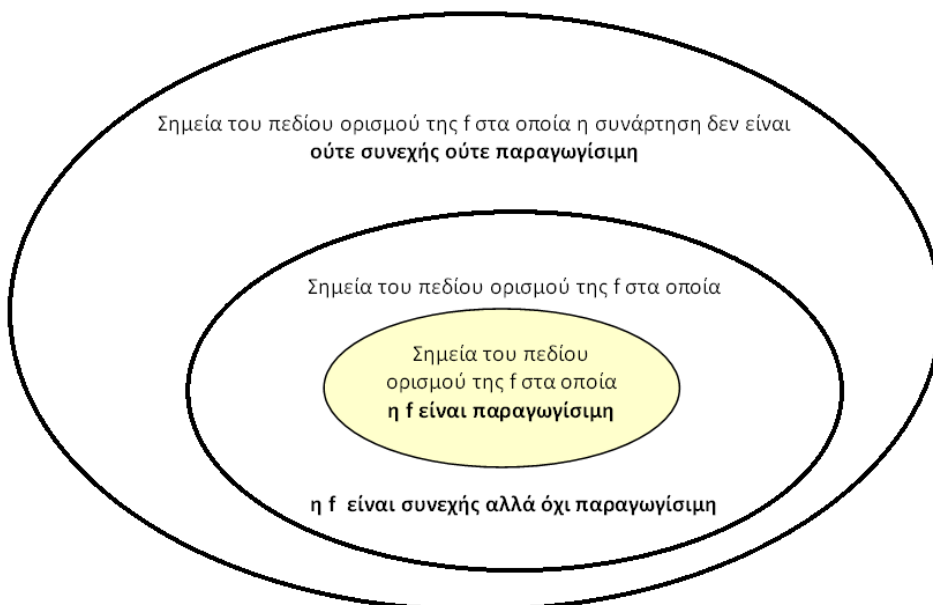 Σημεία του πεδίου ορισμού της f στα οποία η συνάρτηση δεν είναι
ούτε συνεχής ούτε παραγωγίσιμη
Σημεία του πεδίου ορισμού της f στα οποία
Σημεία του πεδίου
ορισμού της f στα οποία
η f είναι παραγωγίσιμη
η f είναι συνεχής αλλά όχι παραγωγίσιμη